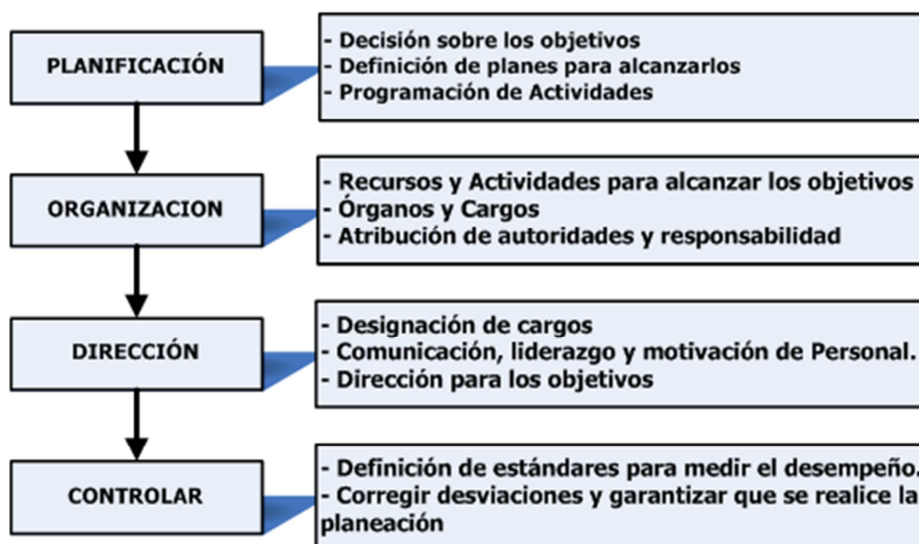 PLANIFICACIÓN
- Decisión sobre los objetivos
- Definición de planes para alcanzarlos
- Programación de Actividades
ORGANIZACION
- Recursos y Actividades para alcanzar los objetivos
- Órganos y Cargos
- Atribución de autoridades y responsabilidad
DIRECCIÓN
- Designación de cargos
- Comunicación, liderazgo y motivación de Personal.
- Dirección para los objetivos
CONTROLAR
- Definición de estándares para medir el desempeño.
- Corregir desviaciones y garantizar que se realice la
planeación